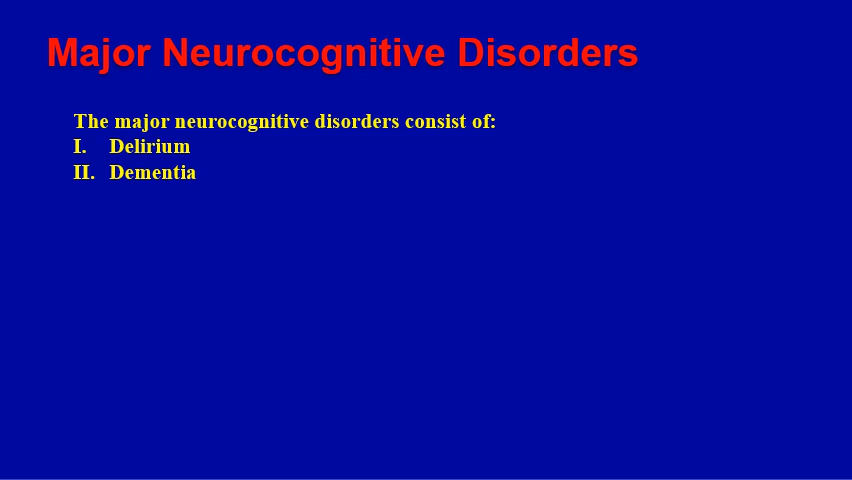 Major Neurocognitive Disorders
The major neurocognitive disorders consist of:
I. Delirium
II. Dementia